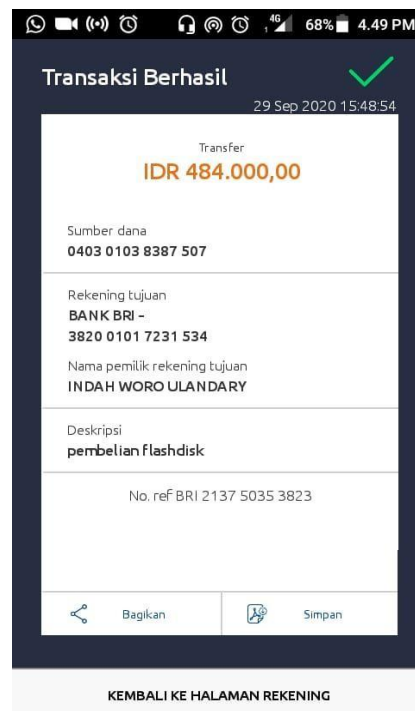 4G 68% 4.49 PM
Transaksi Berhasil
29 Sep 2020 15:48:54
Transfer
IDR 484.000,00
Sumber dana
0403 0103 8387 507
Rekening tujuan
BANK BRI –
3820 0101 7231 534
Nama pemilik rekening tujuan
INDAH WORO ULANDARY
Deskripsi
pembelian flashdisk
No. ref BRI 2137 5035 3823
Bagikan Simpan
KEMBALI KE HALAMAN REKENING